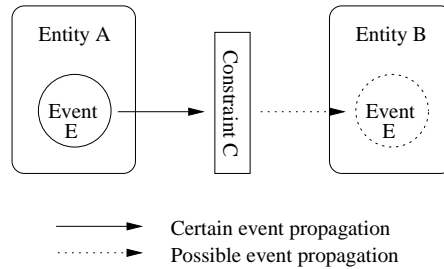 Entity A
Event
E
Constraint C
Entity B
Event
E
Certain event propagation
Possible event propagation